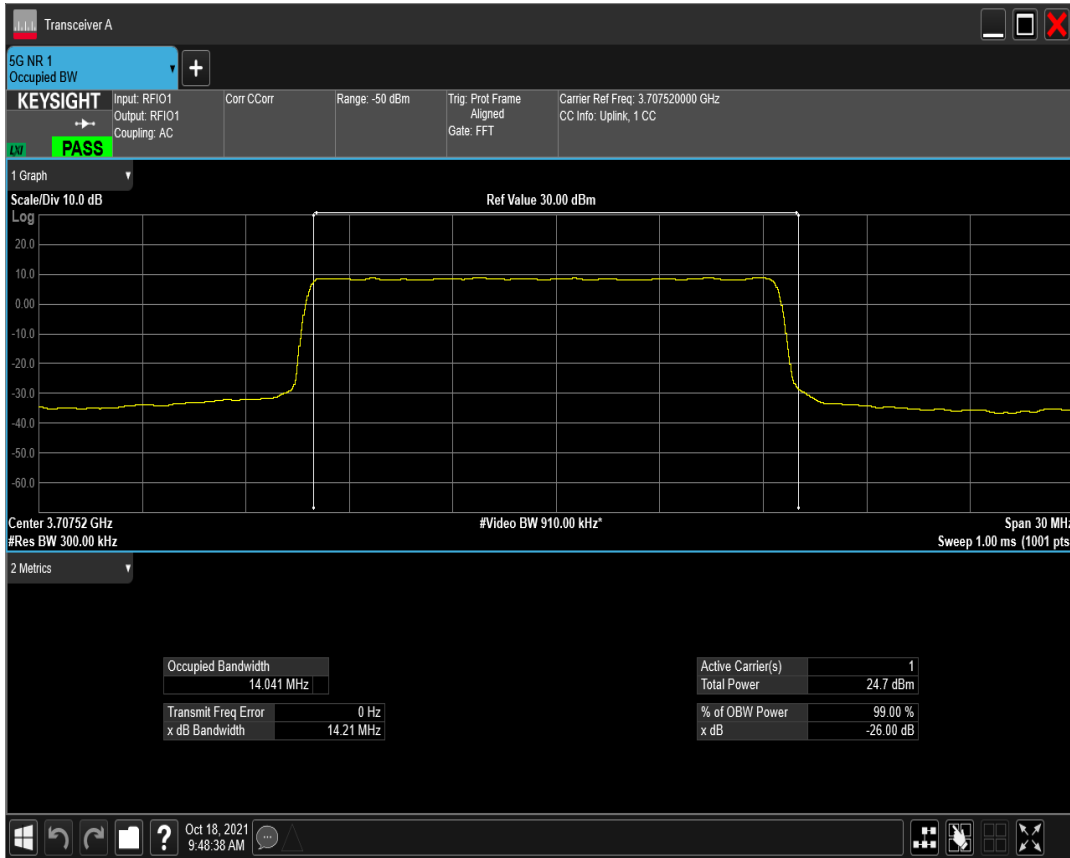 Transceiver A
5G NR 1
Occupied BW
KEYSIGHT
Input: RFIO1
Output: RFIO1
Coupling: AC
Corr CCorr
Range: -50 dBm
Trig: Prot Frame
Aligned
Gate: FFT
Carrier Ref Freq: 3.707520000 GHz
CC Info: Uplink, 1 CC
LXI
PASS
1 Graph
Scale/Div 10.0 dB
Ref Value 30.00 dBm
Log
20.0
10.0
0.00
-10.0
-20.0
-30.0
-40.0
-50.0
-60.0
Center 3.70752 GHz
#Video BW 910.00 kHz*
Span 30 MHz
#Res BW 300.00 kHz
Sweep 1.00 ms (1001 pts
2 Metrics
Occupied Bandwidth
14.041 MHz
Transmit Freq Error 0 Hz
x dB Bandwidth 14.21 MHz
Active Carrier(s) 1
Total Power 24.7 dBm
% of OBW Power 99.00 %
x dB -26.00 dB
?
Oct 18, 2021
9:48:38 AM